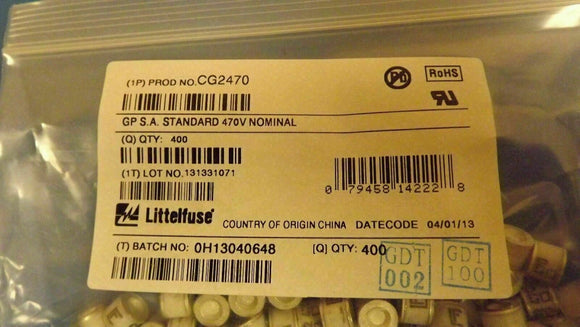 (1P) PROD NO. CG2470
Pb RoHS
GP S.A. STANDARD 470V NOMINAL
(Q) QTY: 400
(1T) LOT NO. 131331071
0 79458 14222 8
Littelfuse® COUNTRY OF ORIGIN CHINA DATECODE 04/01/13
(T) BATCH NO: 0H13040648 [Q] QTY: 400
GDT 002
GDT 100